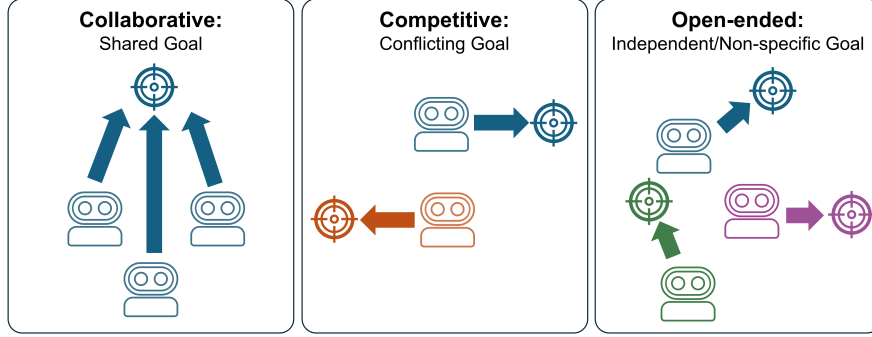 Collaborative:
Shared Goal
Competitive:
Conflicting Goal
Open-ended:
Independent/Non-specific Goal